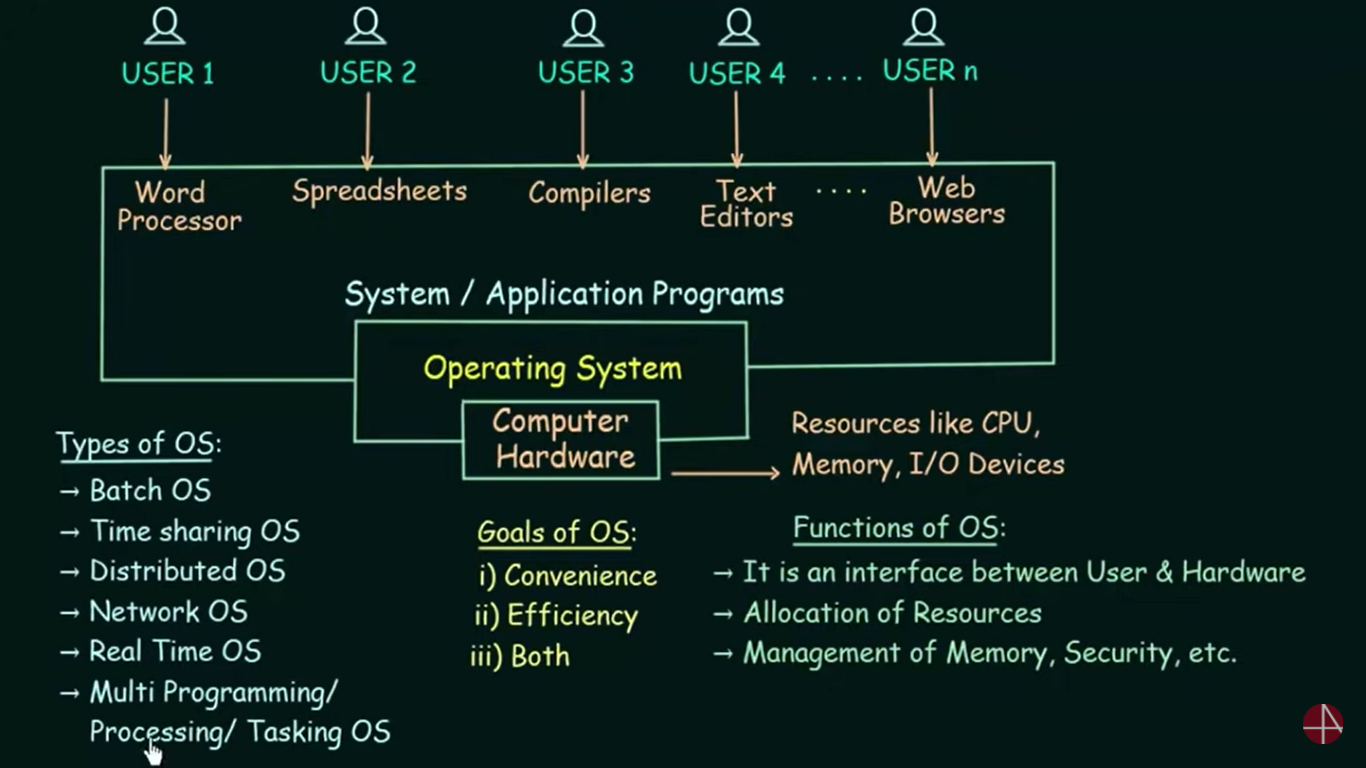 USER 1 USER 2 USER 3 USER 4 .... USER n
Word Processor
Spreadsheets
Compilers
Text Editors
....
Web Browsers
System / Application Programs
Operating System
Computer
Hardware
Resources like CPU,
Memory, I/O Devices
Types of OS:
→ Batch OS
→ Time sharing OS
→ Distributed OS
→ Network OS
→ Real Time OS
→ Multi Programming/
Processing/ Tasking OS
Goals of OS:
i) Convenience
ii) Efficiency
iii) Both
Functions of OS:
→ It is an interface between User & Hardware
→ Allocation of Resources
→ Management of Memory, Security, etc.